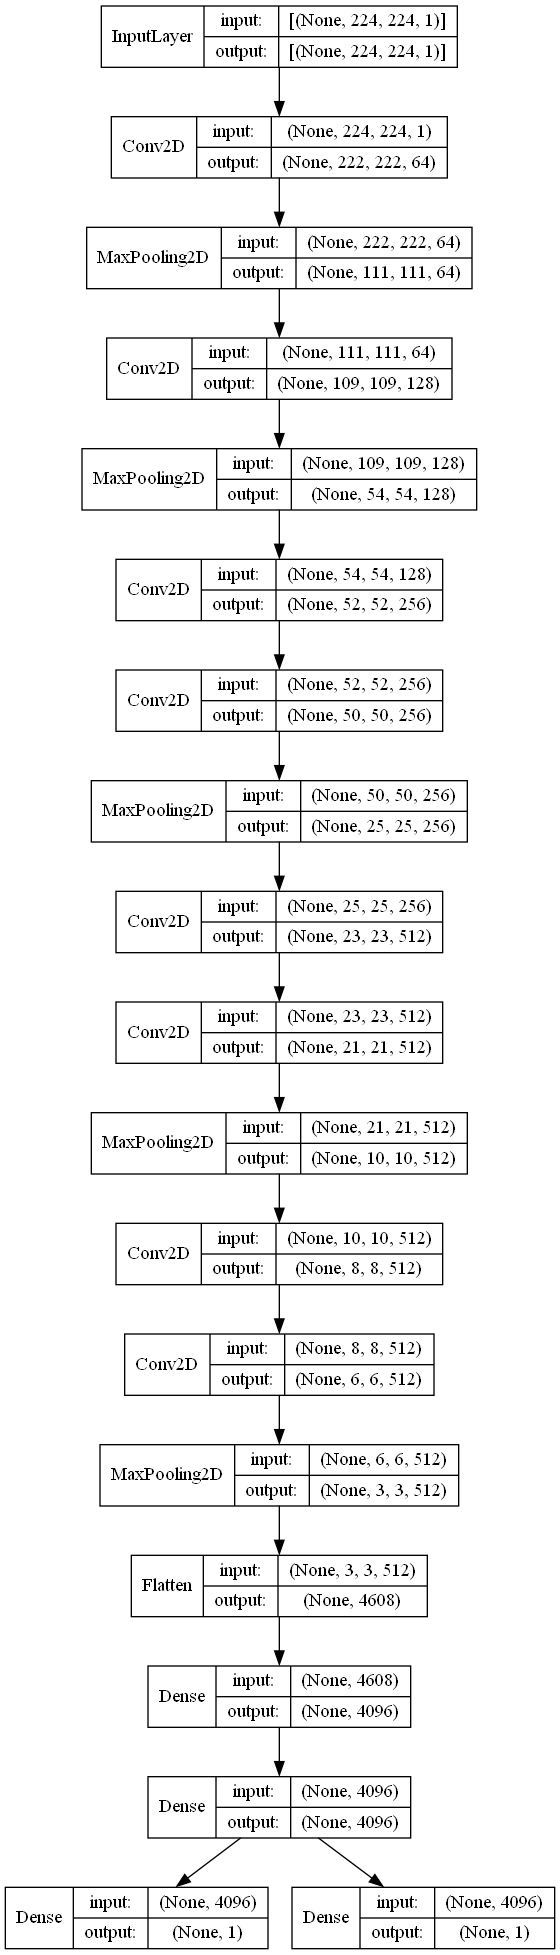 InputLayer
input: [(None, 224, 224, 1)]
output: [(None, 224, 224, 1)]
Conv2D
input: (None, 224, 224, 1)
output: (None, 222, 222, 64)
MaxPooling2D
input: (None, 222, 222, 64)
output: (None, 111, 111, 64)
Conv2D
input: (None, 111, 111, 64)
output: (None, 109, 109, 128)
MaxPooling2D
input: (None, 109, 109, 128)
output: (None, 54, 54, 128)
Conv2D
input: (None, 54, 54, 128)
output: (None, 52, 52, 256)
Conv2D
input: (None, 52, 52, 256)
output: (None, 50, 50, 256)
MaxPooling2D
input: (None, 50, 50, 256)
output: (None, 25, 25, 256)
Conv2D
input: (None, 25, 25, 256)
output: (None, 23, 23, 512)
Conv2D
input: (None, 23, 23, 512)
output: (None, 21, 21, 512)
MaxPooling2D
input: (None, 21, 21, 512)
output: (None, 10, 10, 512)
Conv2D
input: (None, 10, 10, 512)
output: (None, 8, 8, 512)
Conv2D
input: (None, 8, 8, 512)
output: (None, 6, 6, 512)
MaxPooling2D
input: (None, 6, 6, 512)
output: (None, 3, 3, 512)
Flatten
input: (None, 3, 3, 512)
output: (None, 4608)
Dense
input: (None, 4608)
output: (None, 4096)
Dense
input: (None, 4096)
output: (None, 4096)
Dense
input: (None, 4096)
output: (None, 1)
Dense
input: (None, 4096)
output: (None, 1)